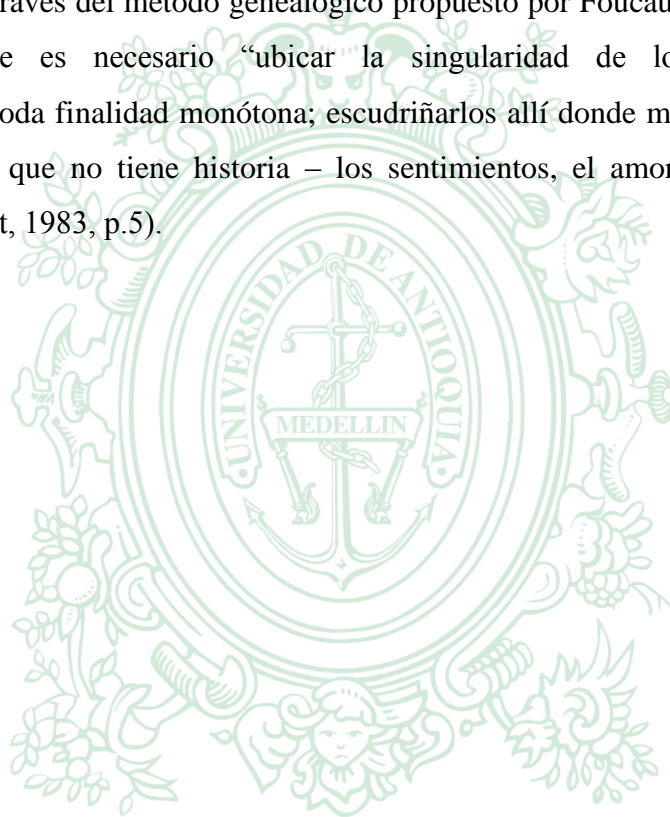 ravés del método genealógico propuesto por Foucau
e es necesario “ubicar la singularidad de lo
oda finalidad monótona; escudriñarlos allí donde m
que no tiene historia – los sentimientos, el amor
t, 1983, p.5).
UNIVERSIDAD DE ANTIOQUIA
MEDELLIN